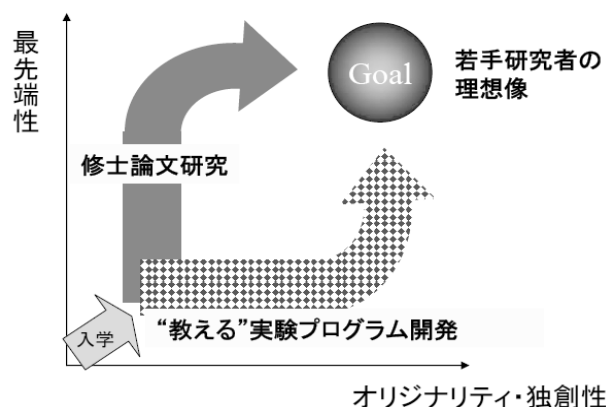 最先端性
Goal
若手研究者の
理想像
修士論文研究
入学
“教える”実験プログラム開発
オリジナリティ・独創性